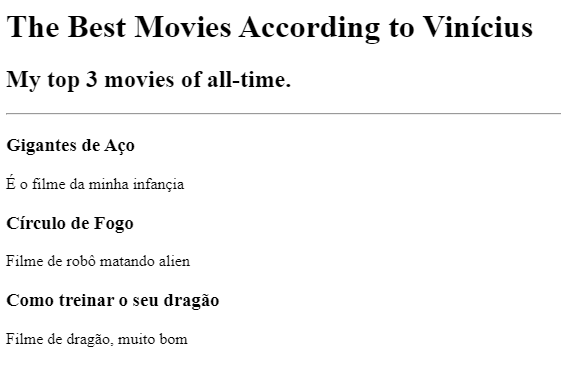 The Best Movies According to Vinícius
My top 3 movies of all-time.
Gigantes de Aço
É o filme da minha infançia
Círculo de Fogo
Filme de robô matando alien
Como treinar o seu dragão
Filme de dragão, muito bom